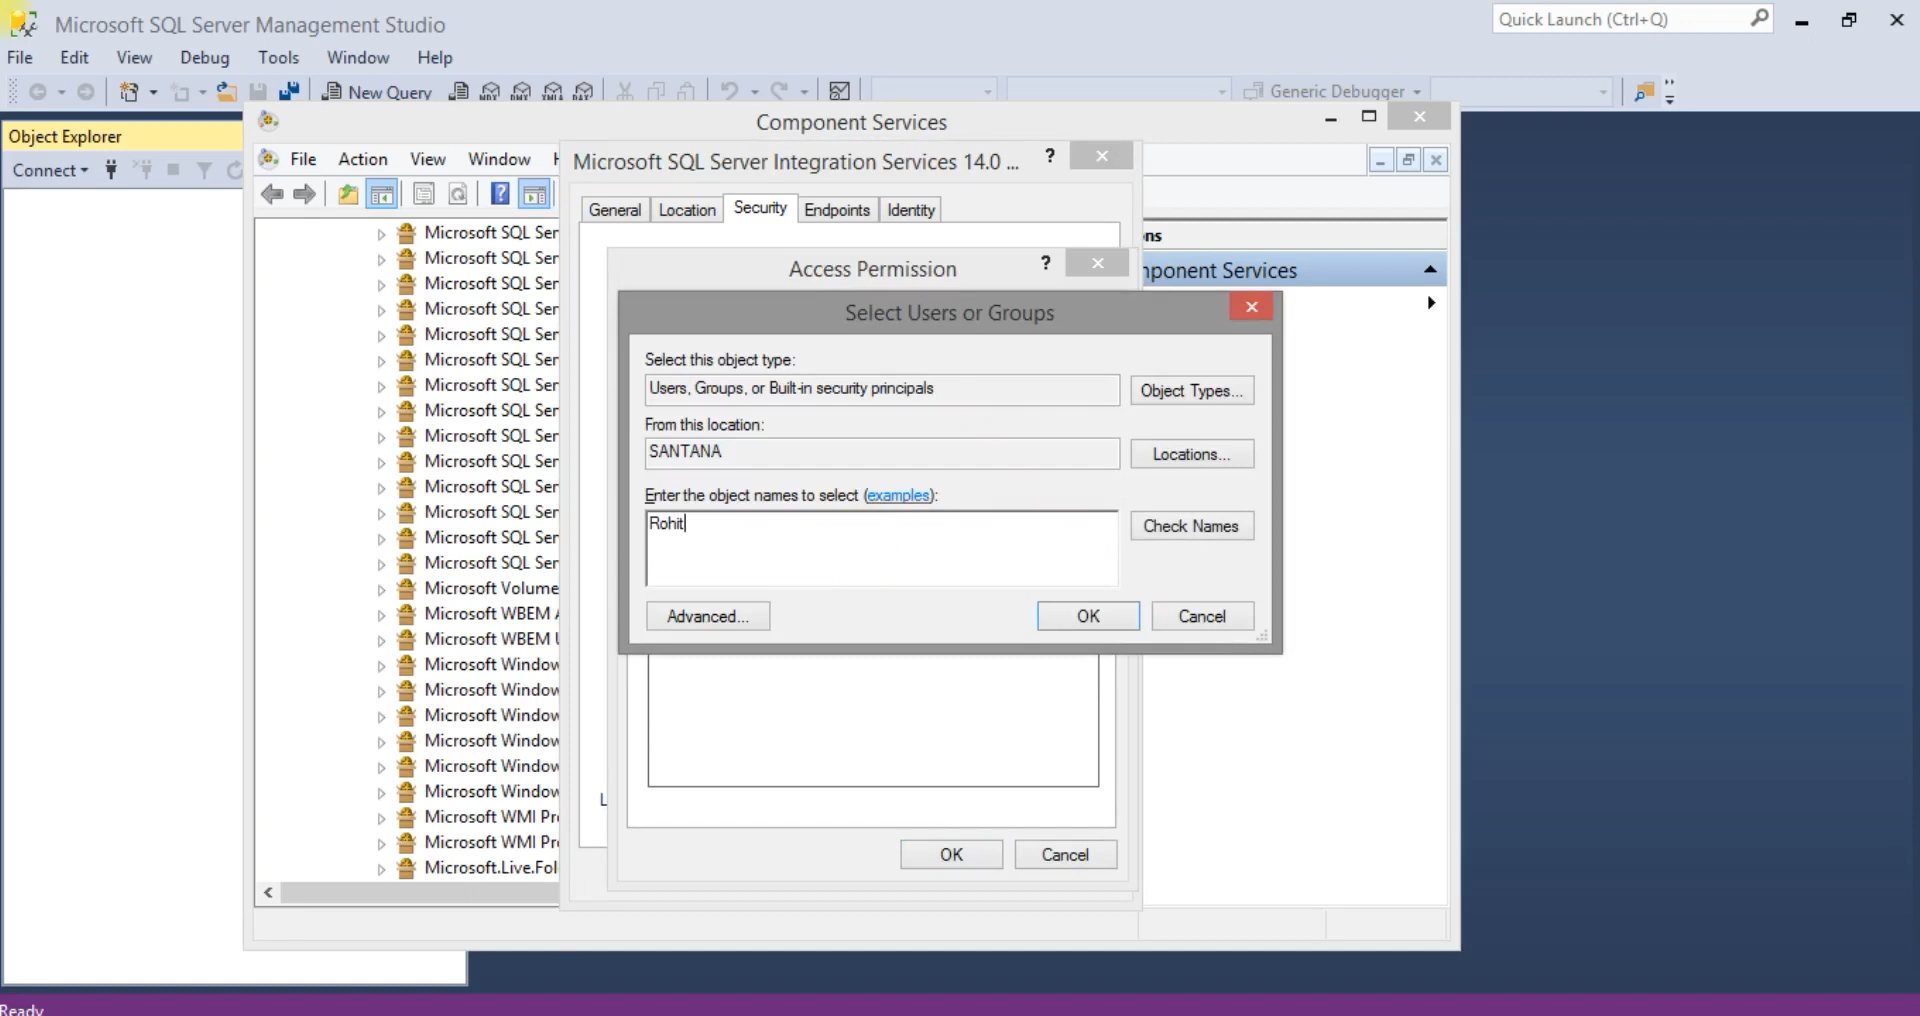 Microsoft SQL Server Management Studio
Quick Launch (Ctrl+Q)
File Edit View Debug Tools Window Help
New Query
Generic Debugger
Object Explorer
Connect
Component Services
File Action View Window H
Microsoft SQL Server Integration Services 14.0 ...
?
General Location Security Endpoints Identity
Access Permission
?
Select Users or Groups
Select this object type:
Users, Groups, or Built-in security principals
Object Types...
From this location:
SANTANA
Locations...
Enter the object names to select (examples):
Rohit
Check Names
Advanced...
OK
Cancel
OK
Cancel
L
ns
nponent Services
Microsoft SQL Ser
Microsoft SQL Ser
Microsoft SQL Ser
Microsoft SQL Ser
Microsoft SQL Ser
Microsoft SQL Ser
Microsoft SQL Ser
Microsoft SQL Ser
Microsoft SQL Ser
Microsoft SQL Ser
Microsoft SQL Ser
Microsoft SQL Ser
Microsoft SQL Ser
Microsoft SQL Ser
Microsoft Volume
Microsoft WBEM A
Microsoft WBEM U
Microsoft Window
Microsoft Window
Microsoft Window
Microsoft Window
Microsoft Window
Microsoft Window
Microsoft WMI Pro
Microsoft WMI Pro
Microsoft.Live.Fol
Ready